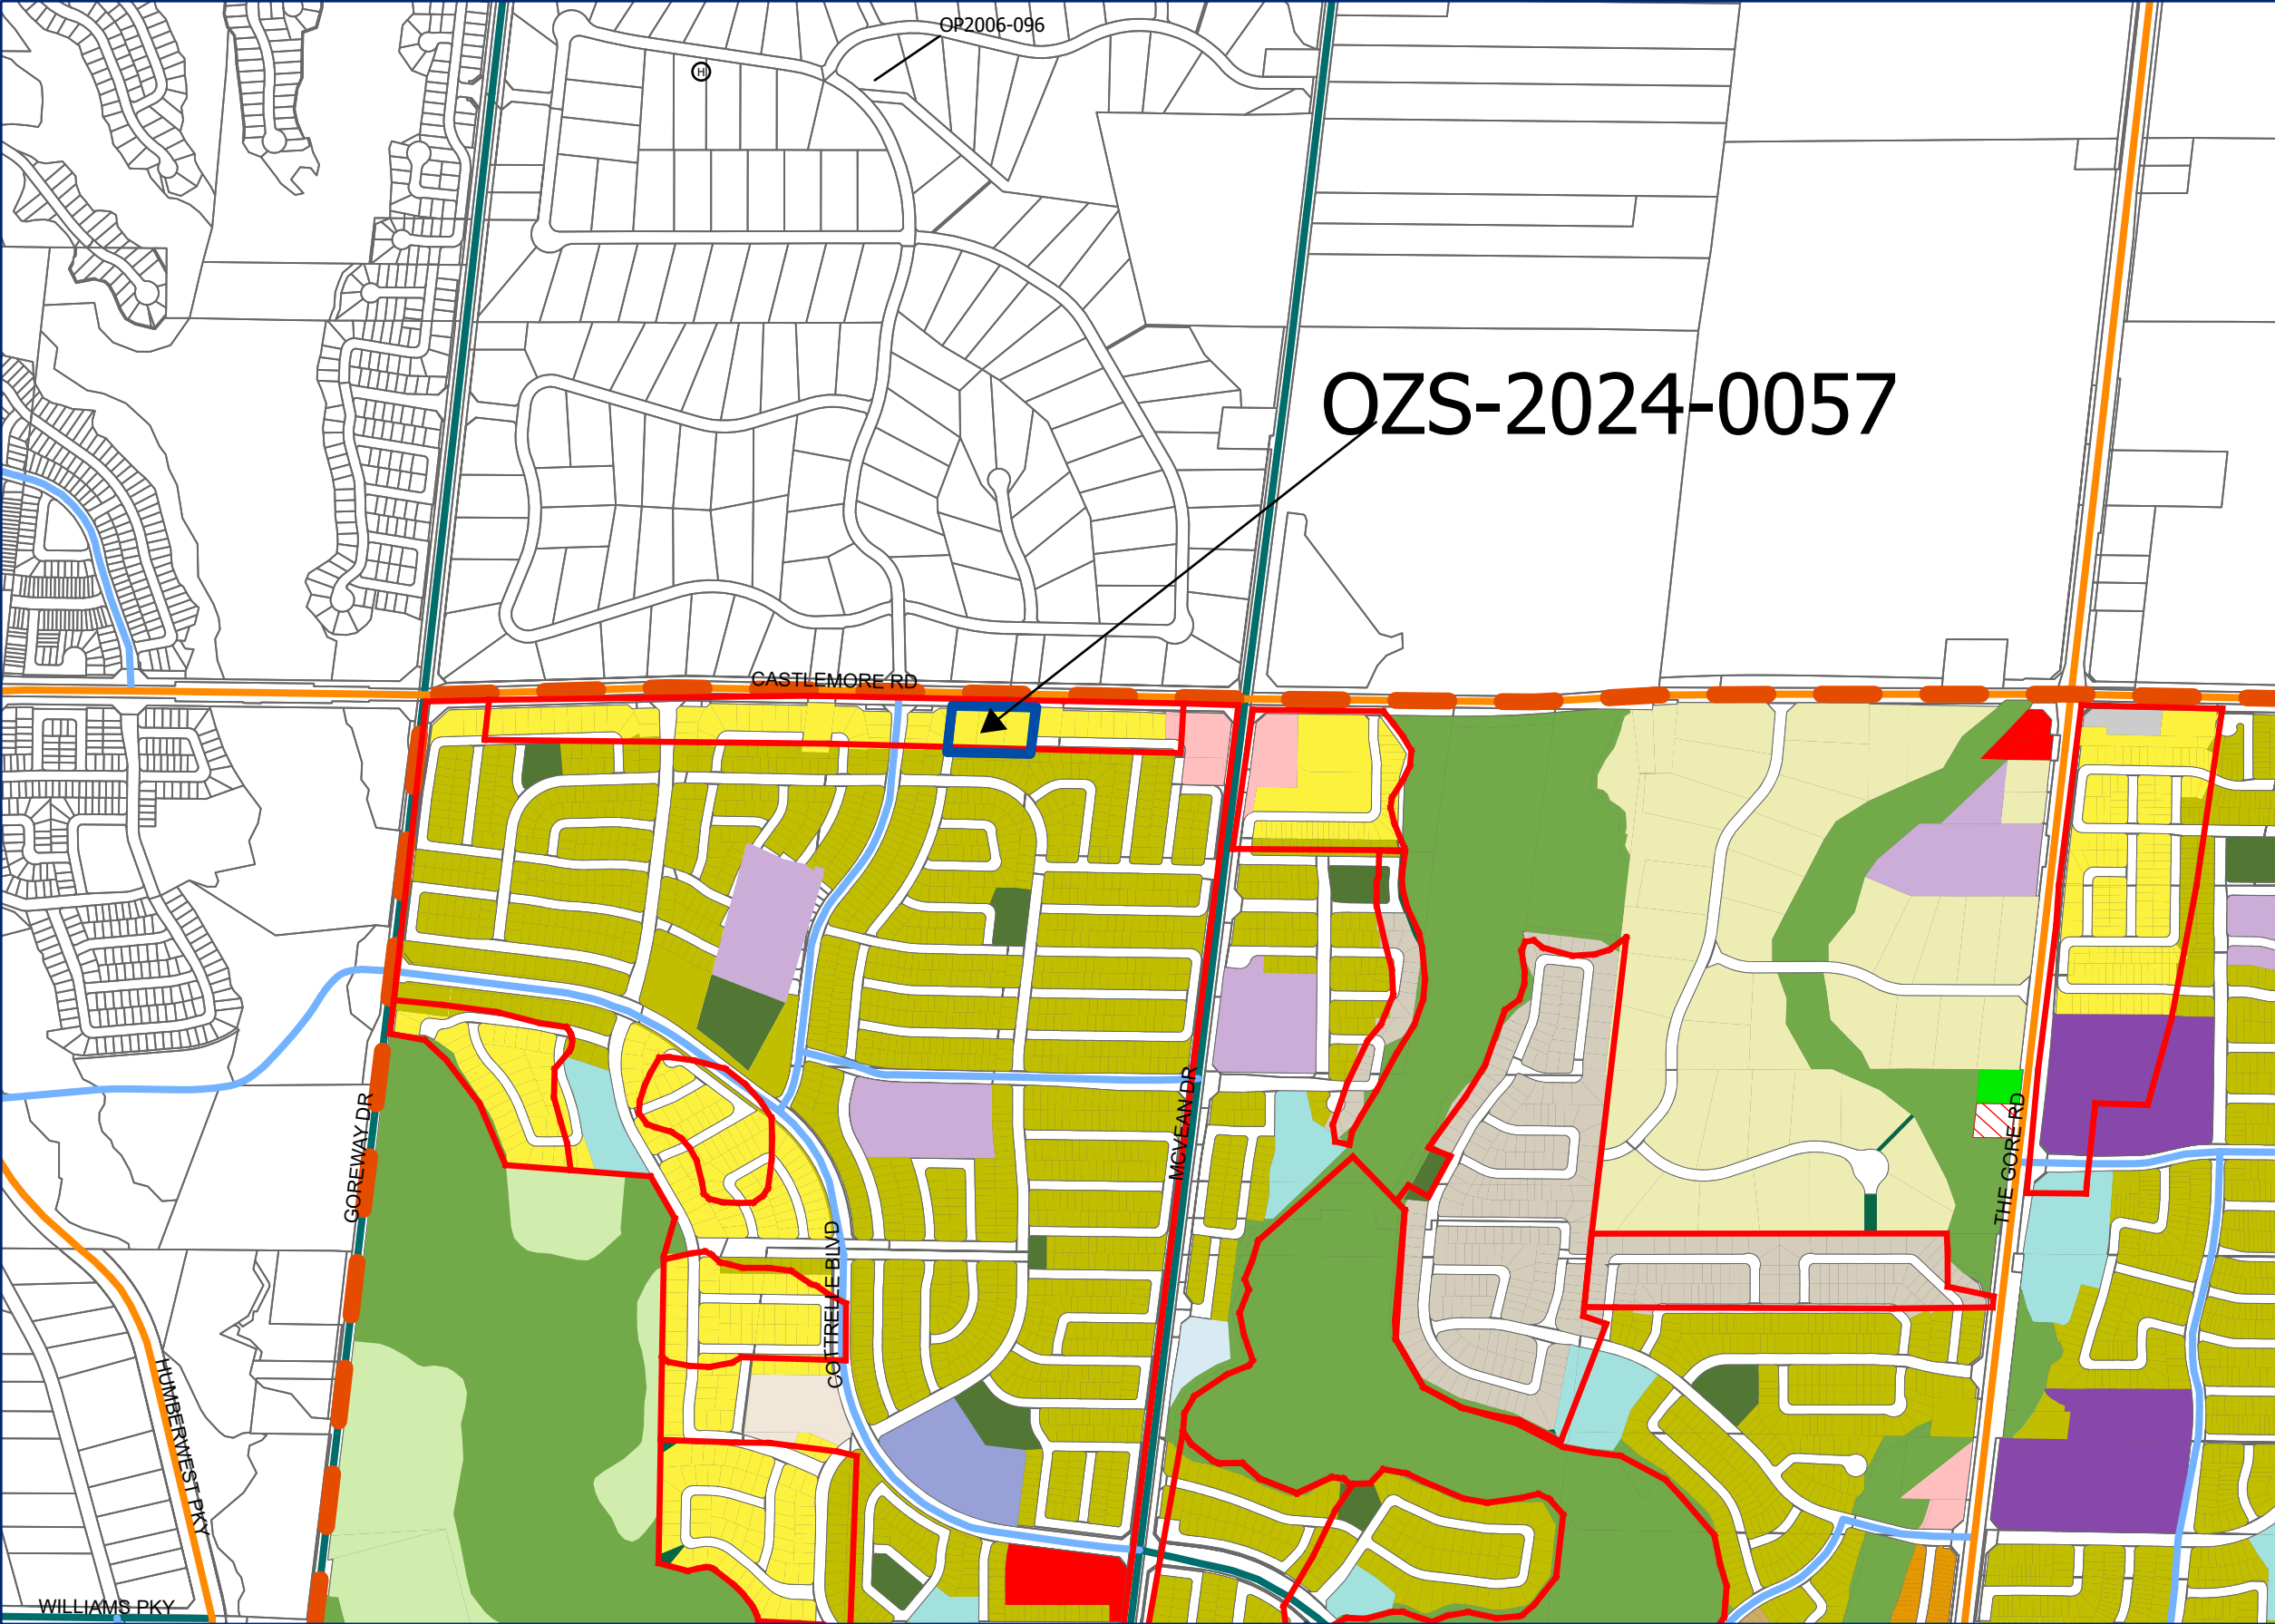 OP2006-096
H
OZS-2024-0057
CASTLEMORE RD
GOREWAY DR
MCVEAN DR
THE GORE RD
COTTRELLE BLVD
HUMBERWEST PKY
WILLIAMS PKY